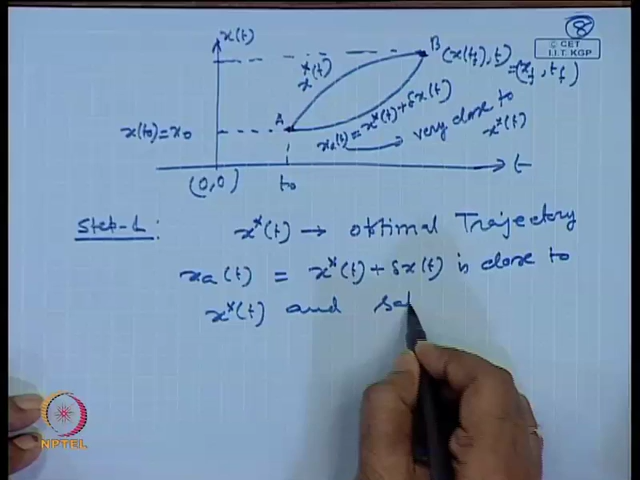 8
© CET
I.I.T. KGP
x(t)
B (x(t_f), t)
= (x_f, t_f)
x*(t)
A
x_a(t) = x*(t) + δx(t)
very close to
x*(t)
x(t_0) = x_0
(0,0)
t_0
t
Step-1:
x*(t) → optimal Trajectory
x_a(t) = x*(t) + δx(t) is close to
x*(t) and sa
NPTEL